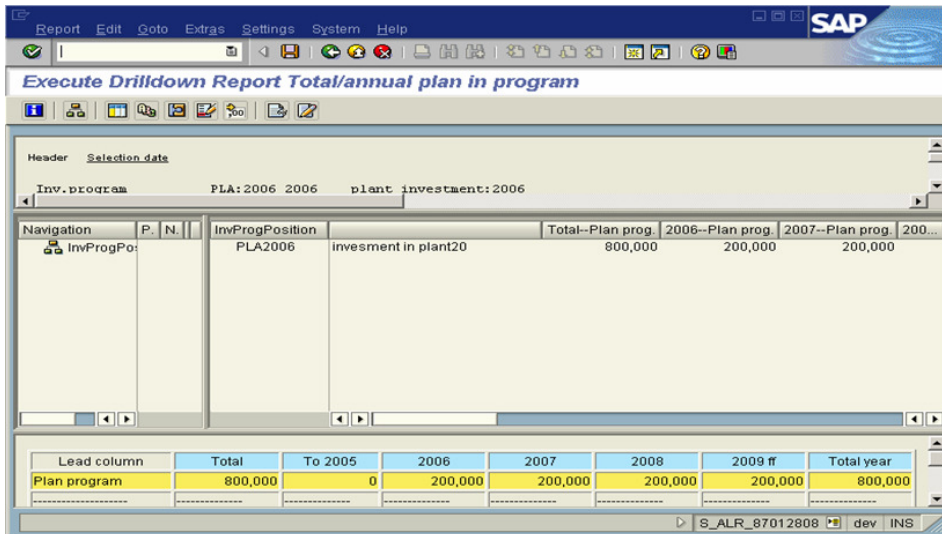 Report Edit Goto Extras Settings System Help
SAP
Execute Drilldown Report Total/annual plan in program
Header Selection date
Inv.program PLA:2006 2006 plant investment:2006
Navigation P. N. InvProgPosition Total--Plan prog. 2006--Plan prog. 2007--Plan prog. 200...
InvProgPo: PLA2006 invesment in plant20 800,000 200,000 200,000
Lead column Total To 2005 2006 2007 2008 2009 ff Total year
Plan program 800,000 0 200,000 200,000 200,000 200,000 800,000
S_ALR_87012808 dev INS